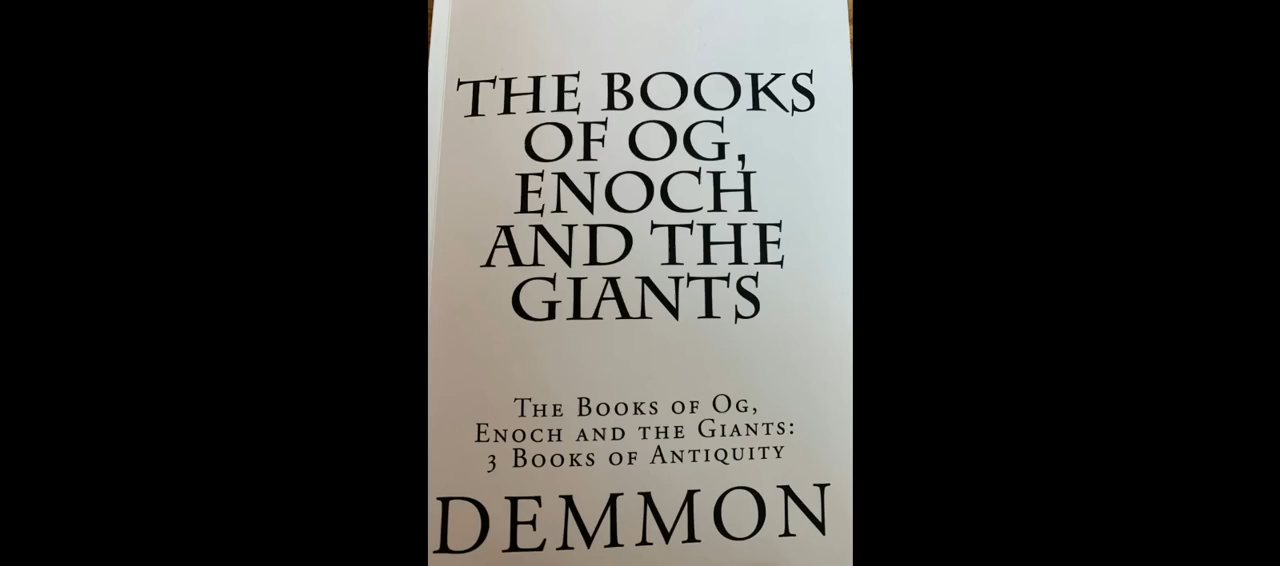 THE BOOKS
OF OG,
ENOCH
AND THE
GIANTS
The Books of Og,
Enoch and the Giants:
3 Books of Antiquity
DEMMON